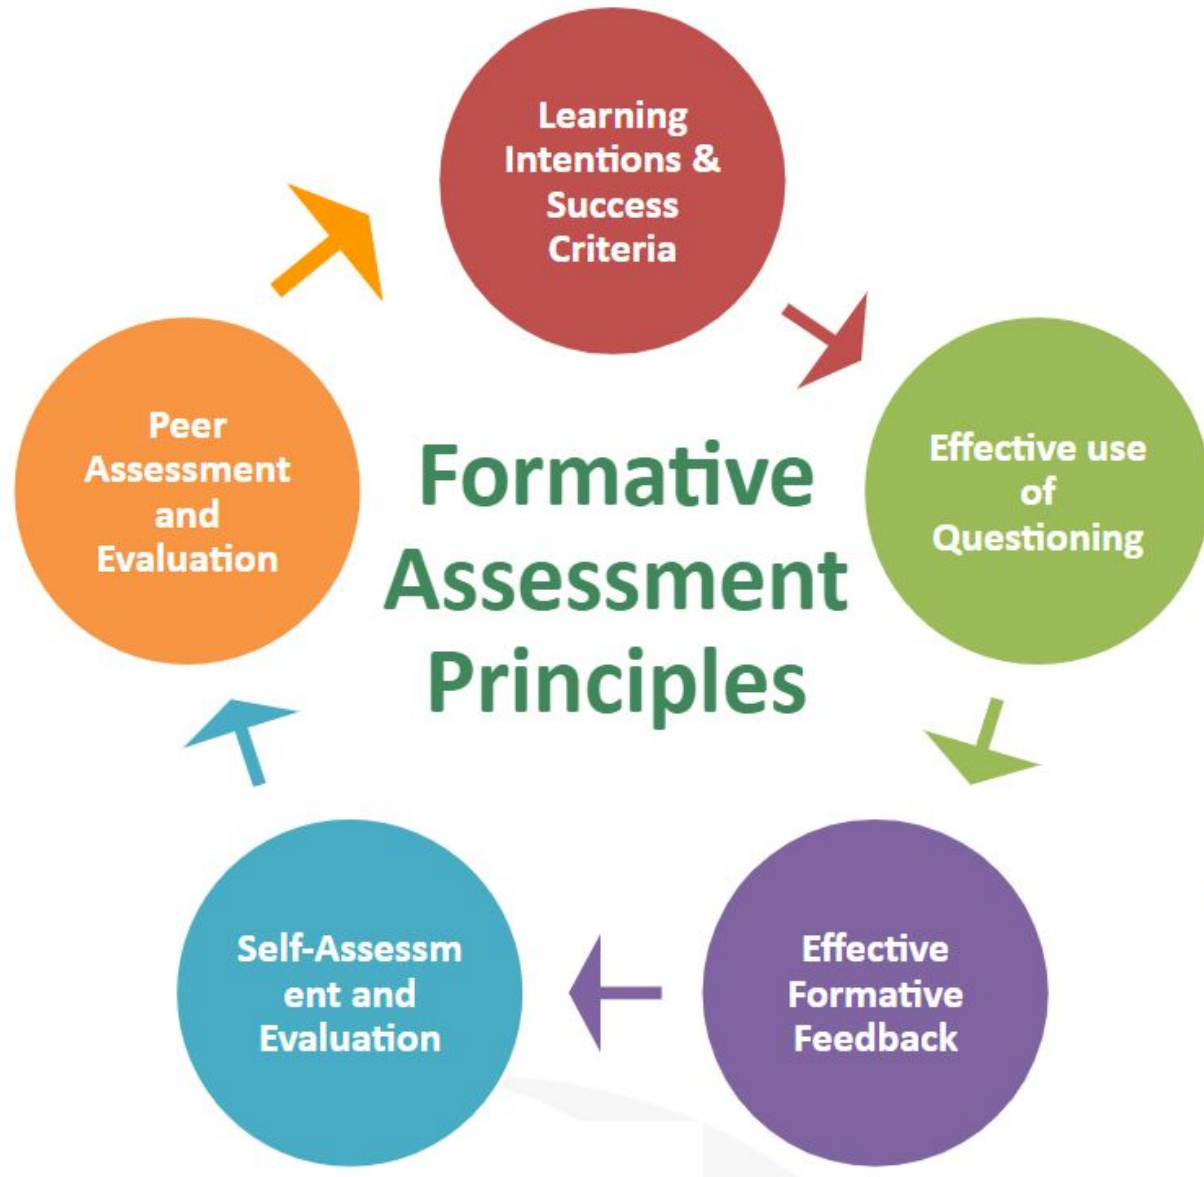 Learning
Intentions &
Success
Criteria
Effective use
of
Questioning
Effective
Formative
Feedback
Self-Assessm
ent and
Evaluation
Peer
Assessment
and
Evaluation
Formative
Assessment
Principles